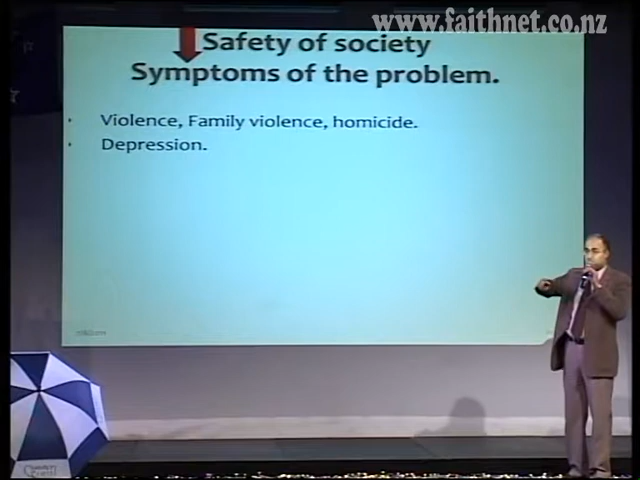 www.faithnet.co.nz
Safety of society
Symptoms of the problem.
Violence, Family violence, homicide.
Depression.